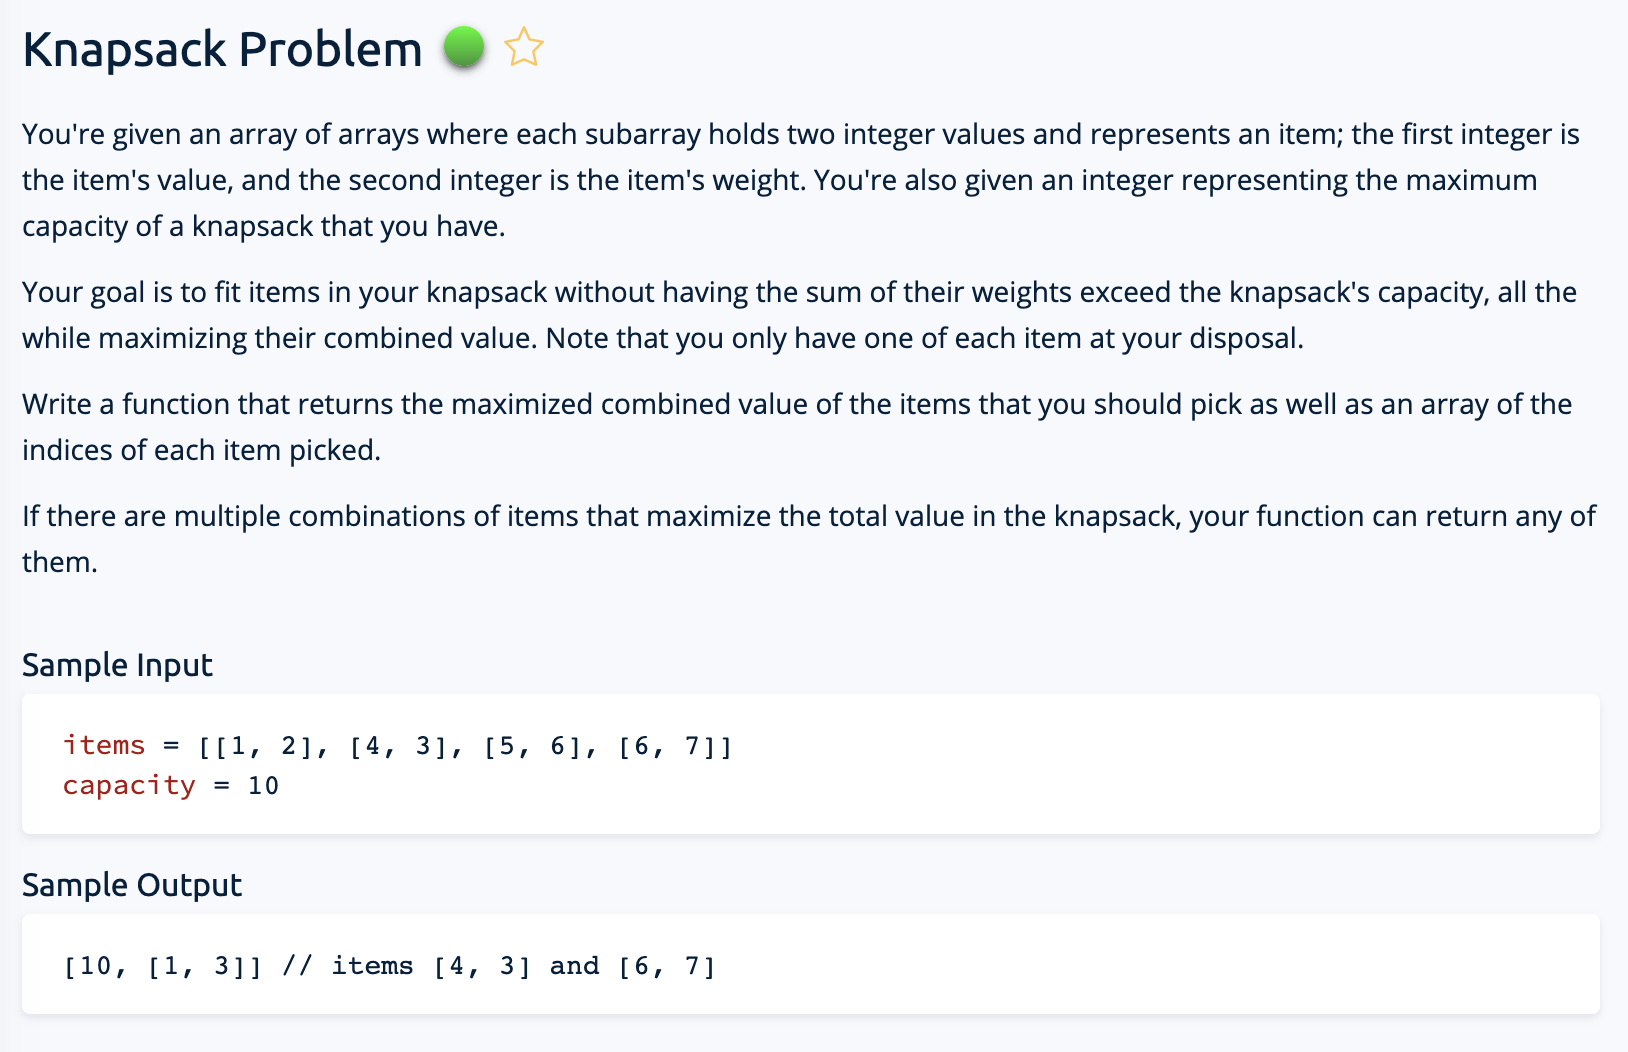 Knapsack Problem
You're given an array of arrays where each subarray holds two integer values and represents an item; the first integer is
the item's value, and the second integer is the item's weight. You're also given an integer representing the maximum
capacity of a knapsack that you have.
Your goal is to fit items in your knapsack without having the sum of their weights exceed the knapsack's capacity, all the
while maximizing their combined value. Note that you only have one of each item at your disposal.
Write a function that returns the maximized combined value of the items that you should pick as well as an array of the
indices of each item picked.
If there are multiple combinations of items that maximize the total value in the knapsack, your function can return any of
them.
Sample Input
items = [[1, 2], [4, 3], [5, 6], [6, 7]]
capacity = 10
Sample Output
[10, [1, 3]] // items [4, 3] and [6, 7]